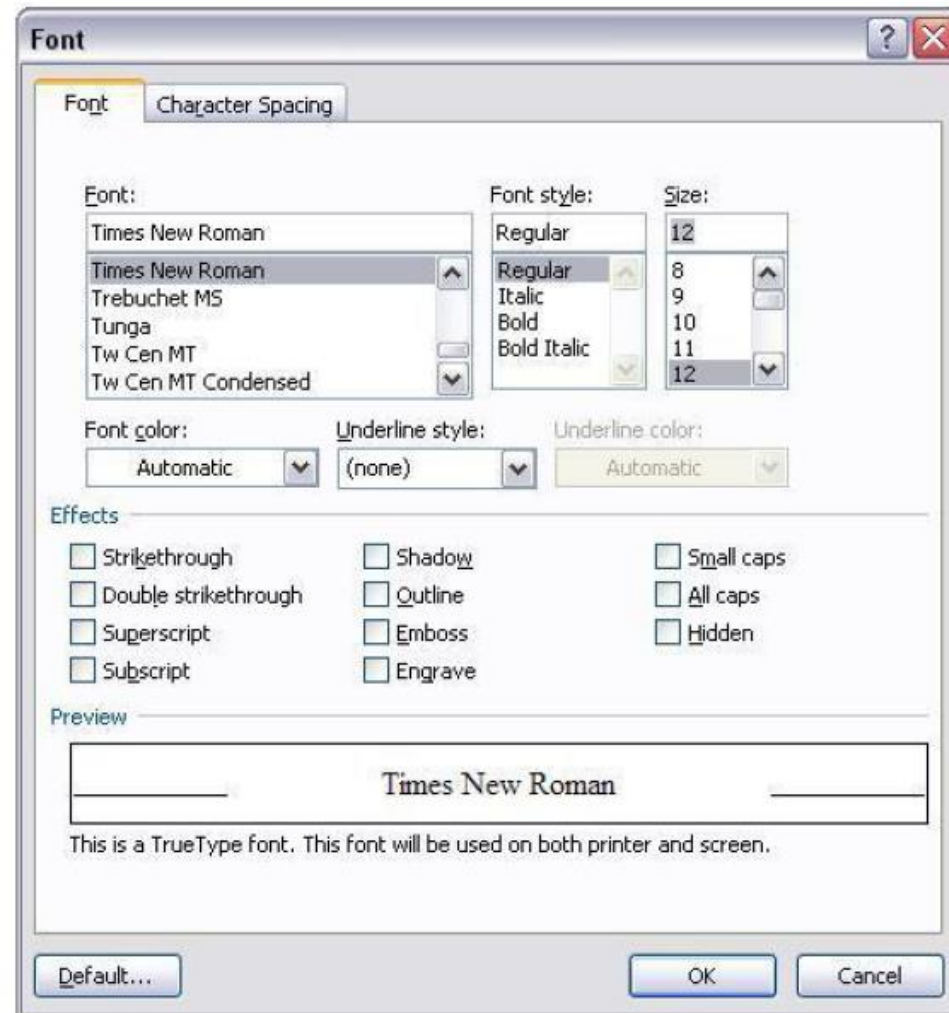 Font
Font Character Spacing
Font: Font style: Size:
Times New Roman Regular 12
Times New Roman Regular 8
Trebuchet MS Italic 9
Tunga Bold 10
Tw Cen MT Bold Italic 11
Tw Cen MT Condensed 12
Font color: Underline style: Underline color:
Automatic (none) Automatic
Effects
Strikethrough Shadow Small caps
Double strikethrough Outline All caps
Superscript Emboss Hidden
Subscript Engrave
Preview
Times New Roman
This is a TrueType font. This font will be used on both printer and screen.
Default... OK Cancel